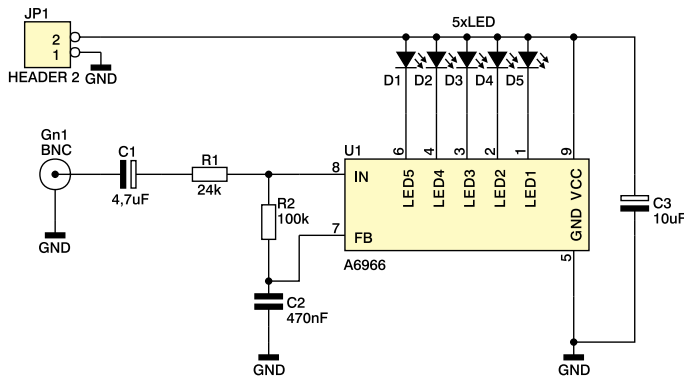 JP1
5xLED
2
1
HEADER 2
GND
D1
D2
D3
D4
D5
Gn1
BNC
C1
4,7uF
R1
24k
R2
100k
U1
6
4
3
2
1
9
8
IN
LED5
LED4
LED3
LED2
LED1
GND VCC
7
FB
A6966
5
C3
10uF
C2
470nF
GND
GND
GND